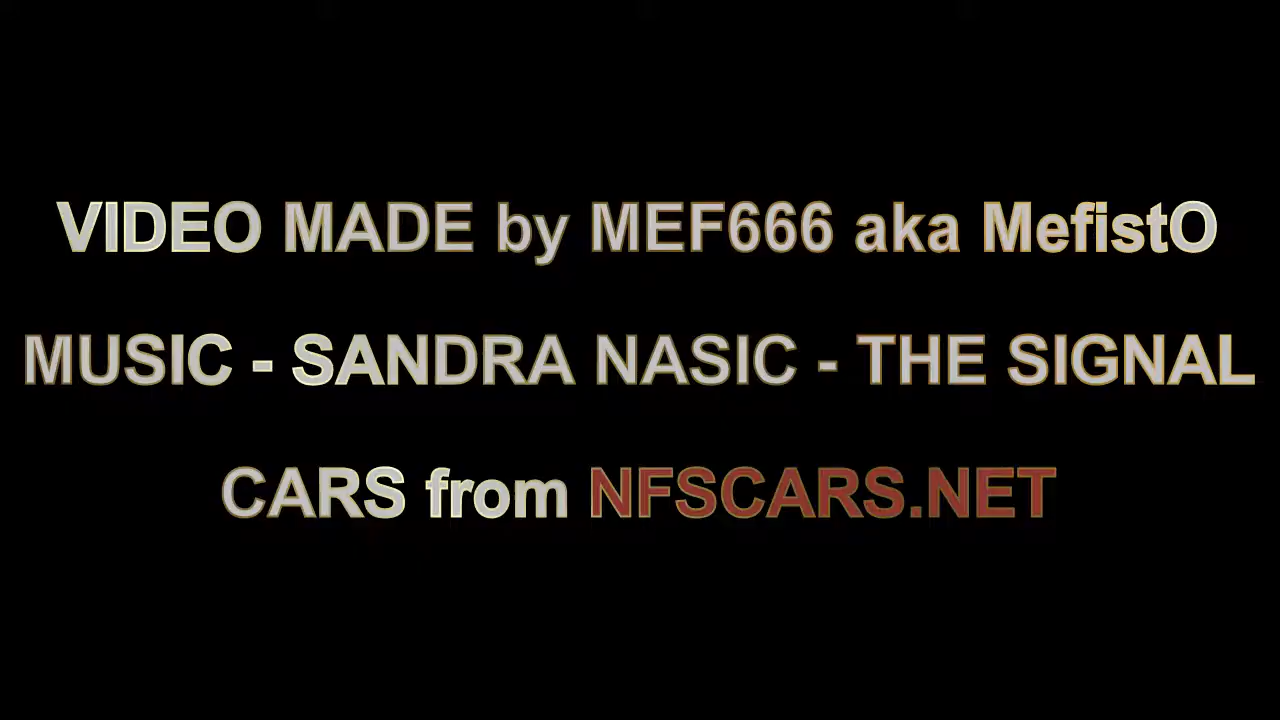 VIDEO MADE by MEF666 aka MefistO
MUSIC - SANDRA NASIC - THE SIGNAL
CARS from NFSCARS.NET